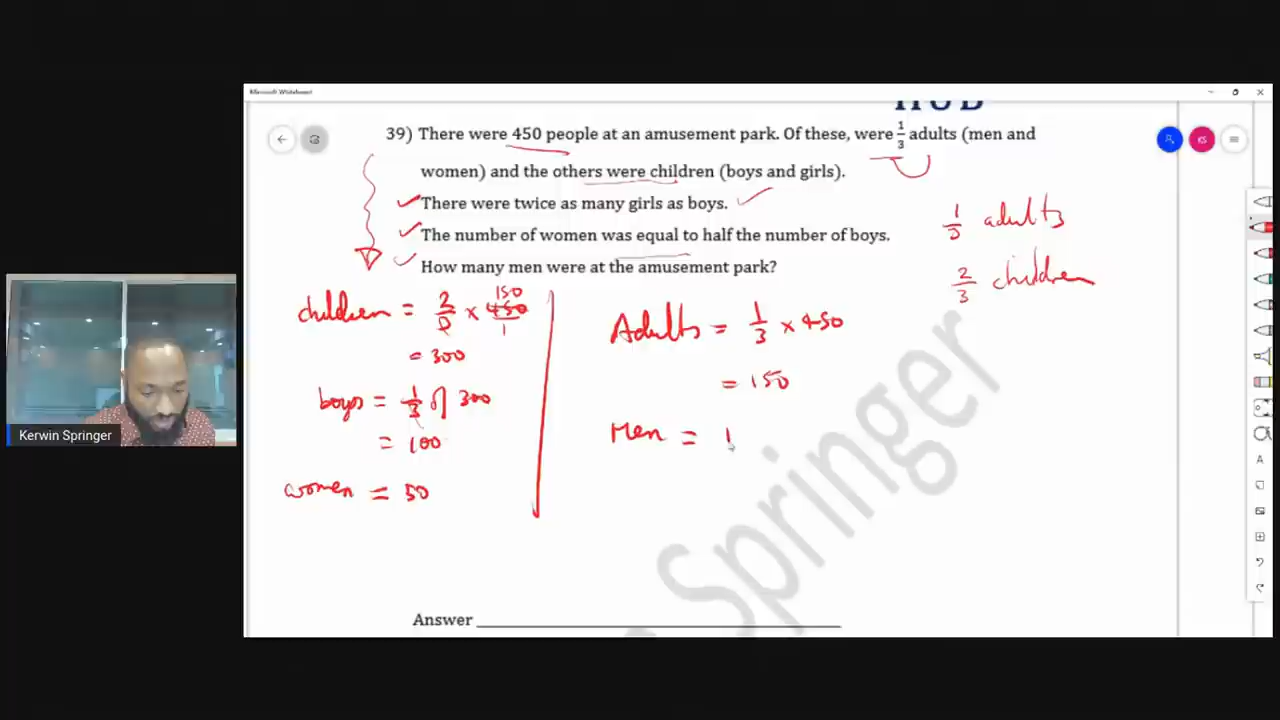 Microsoft Whiteboard
HUB
39) There were 450 people at an amusement park. Of these, were 1/3 adults (men and
women) and the others were children (boys and girls).
There were twice as many girls as boys.
The number of women was equal to half the number of boys.
How many men were at the amusement park?
1/3 adults
2/3 children
children = 2/3 × 450/1
150
= 300
boys = 1/3 of 300
= 100
women = 50
Adults = 1/3 × 450
= 150
Men = 1
Answer
Springer
Kerwin Springer